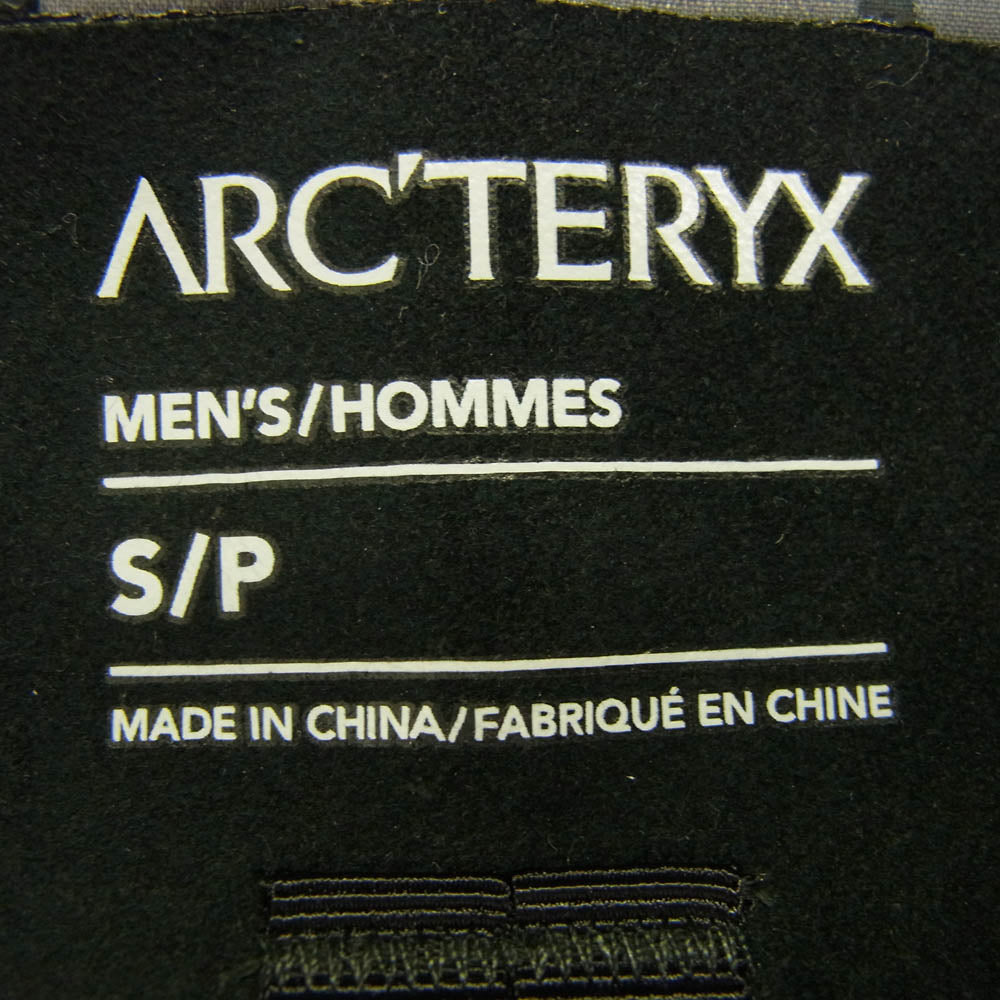 ARC'TERYX
MEN'S/HOMMES
S/P
MADE IN CHINA/FABRIQUÉ EN CHINE